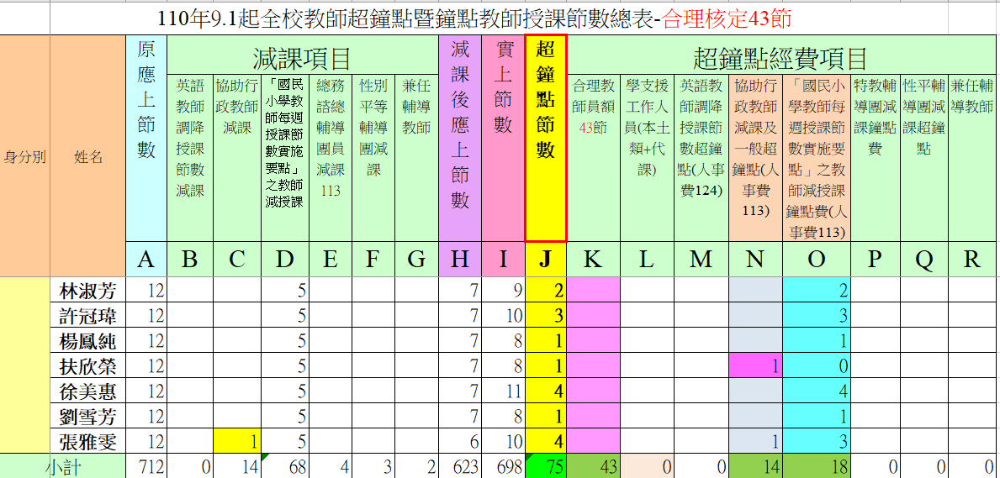 110年9.1起全校教師超鐘點暨鐘點教師授課節數總表-合理核定43節
身分別
姓名
原應上節數
減課項目
減課後應上節數
實上節數
超鐘點節數
超鐘點經費項目
英語
教師
調降
授課
節數
減課
協助行
政教師
減課
「國民
小學教
師每週
授課節
數實施
要點」
之教師
減授課
總務
諮總
輔導
團員
減課
113
性別
平等
輔導
團減
課
兼任
輔導
教師
合理教
師員額
43節
學支援
工作人
員(本土
類+代
課)
英語教
師調降
授課節
數超鐘
點(人事
費124)
協助行
政教師
減課及
一般超
鐘點(人
事費
113)
「國民小
學教師每
週授課節
數實施要
點」之教
師減授課
鐘點費(人
事費113)
特教輔
導團減
課鐘點
費
性平輔
導團減
課超鐘
點
兼任輔
導教師
A B C D E F G H I J K L M N O P Q R
林淑芳 12 5 7 9 2 2
許冠瑋 12 5 7 10 3 3
楊鳳純 12 5 7 8 1 1
扶欣榮 12 5 7 8 1 1 0
徐美惠 12 5 7 11 4 4
劉雪芳 12 5 7 8 1 1
張雅雯 12 1 5 6 10 4 1 3
小計 712 0 14 68 4 3 2 623 698 75 43 0 0 14 18 0 0 0